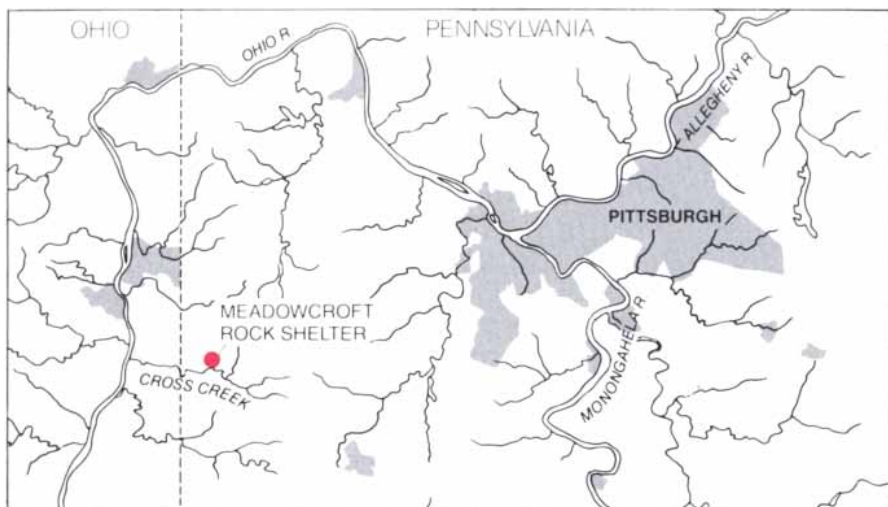 OHIO
OHIO R
PENNSYLVANIA
ALLEGHENY R.
PITTSBURGH
MEADOWCROFT
ROCK SHELTER
CROSS CREEK
MONONGAHELA R